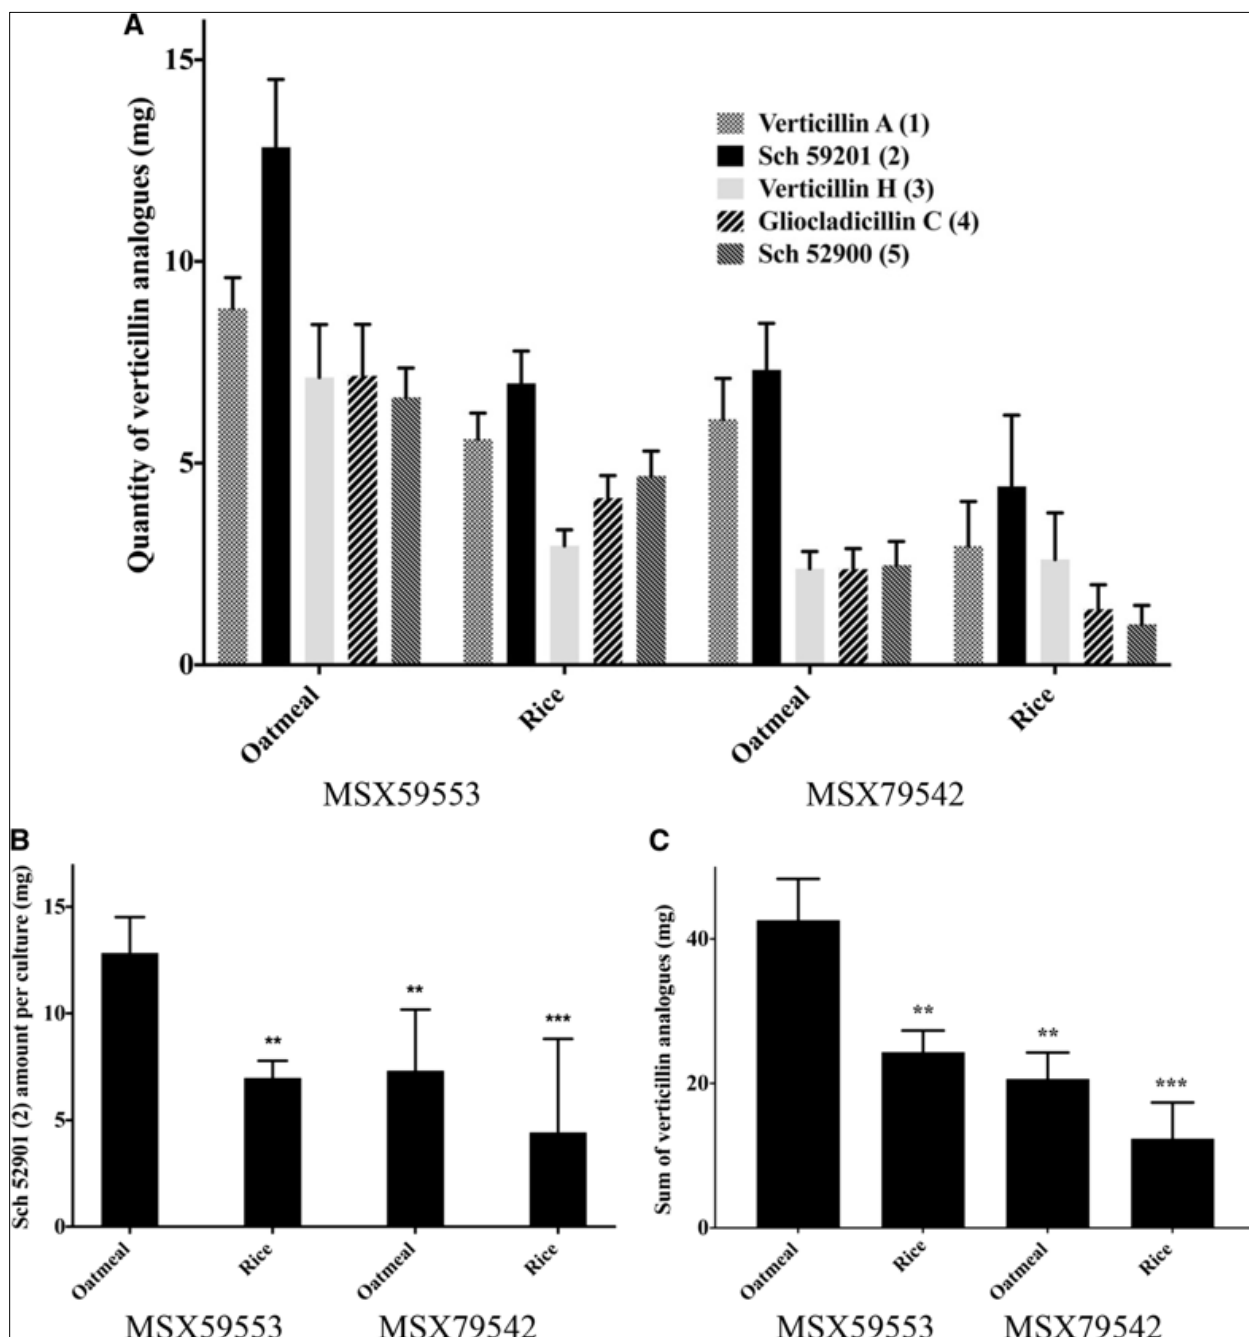 A
Quantity of verticillin analogues (mg)
15
10
5
0
Verticillin A (1)
Sch 59201 (2)
Verticillin H (3)
Gliocladicillin C (4)
Sch 52900 (5)
Oatmeal
Rice
Oatmeal
Rice
MSX59553
MSX79542
B
Sch 52901 (2) amount per culture (mg)
15
10
5
0
**
**
***
Oatmeal
Rice
Oatmeal
Rice
MSX59553
MSX79542
C
Sum of verticillin analogues (mg)
40
20
0
**
**
***
Oatmeal
Rice
Oatmeal
Rice
MSX59553
MSX79542